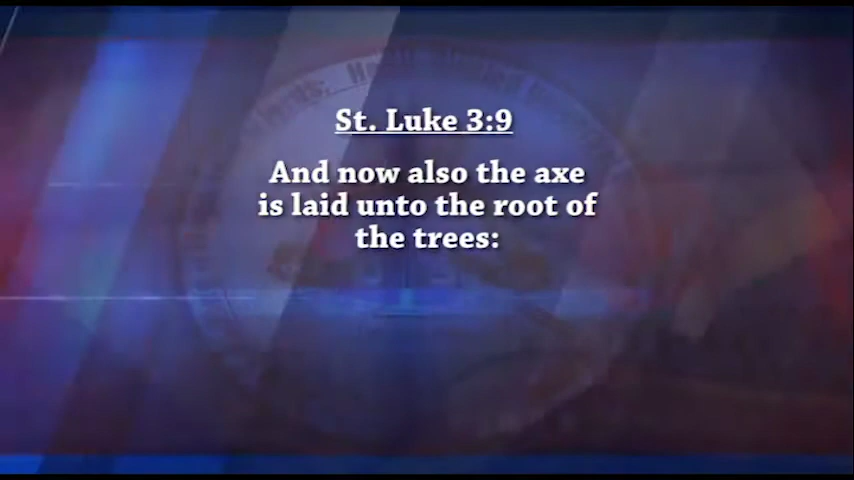 St. Luke 3:9
And now also the axe
is laid unto the root of
the trees: